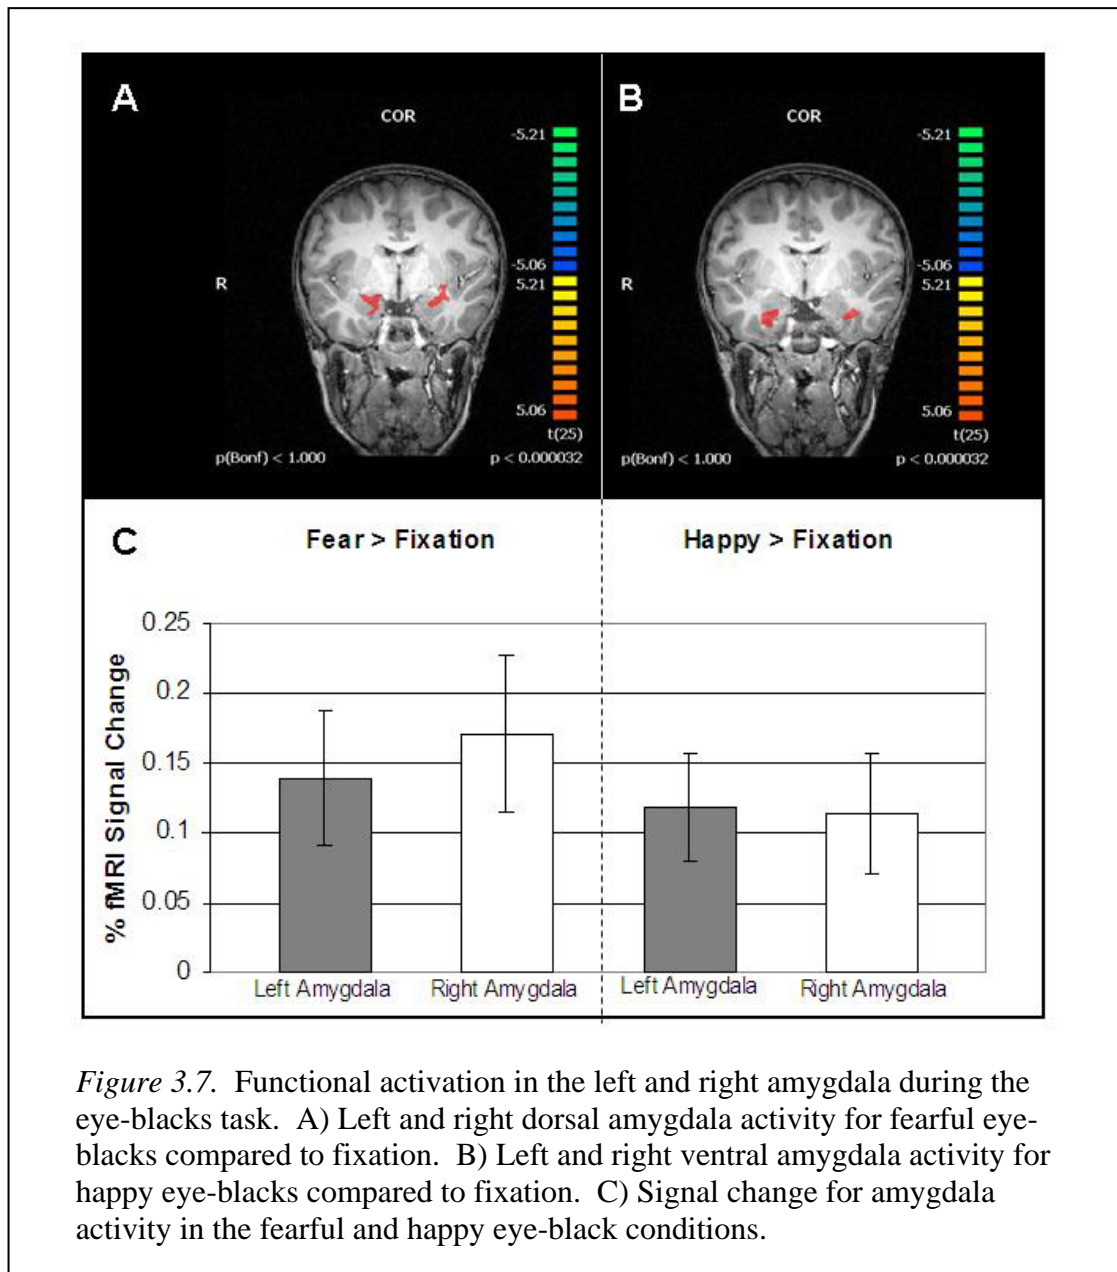 A
COR
-5.21
-5.06
5.21
5.06
t(25)
R
p(Bonf) < 1.000
p < 0.000032
B
COR
-5.21
-5.06
5.21
5.06
t(25)
R
p(Bonf) < 1.000
p < 0.000032
C
Fear > Fixation
Happy > Fixation
% fMRI Signal Change
0.25
0.2
0.15
0.1
0.05
0
Left Amygdala
Right Amygdala
Left Amygdala
Right Amygdala
Figure 3.7. Functional activation in the left and right amygdala during the
eye-blacks task. A) Left and right dorsal amygdala activity for fearful eye-
blacks compared to fixation. B) Left and right ventral amygdala activity for
happy eye-blacks compared to fixation. C) Signal change for amygdala
activity in the fearful and happy eye-black conditions.